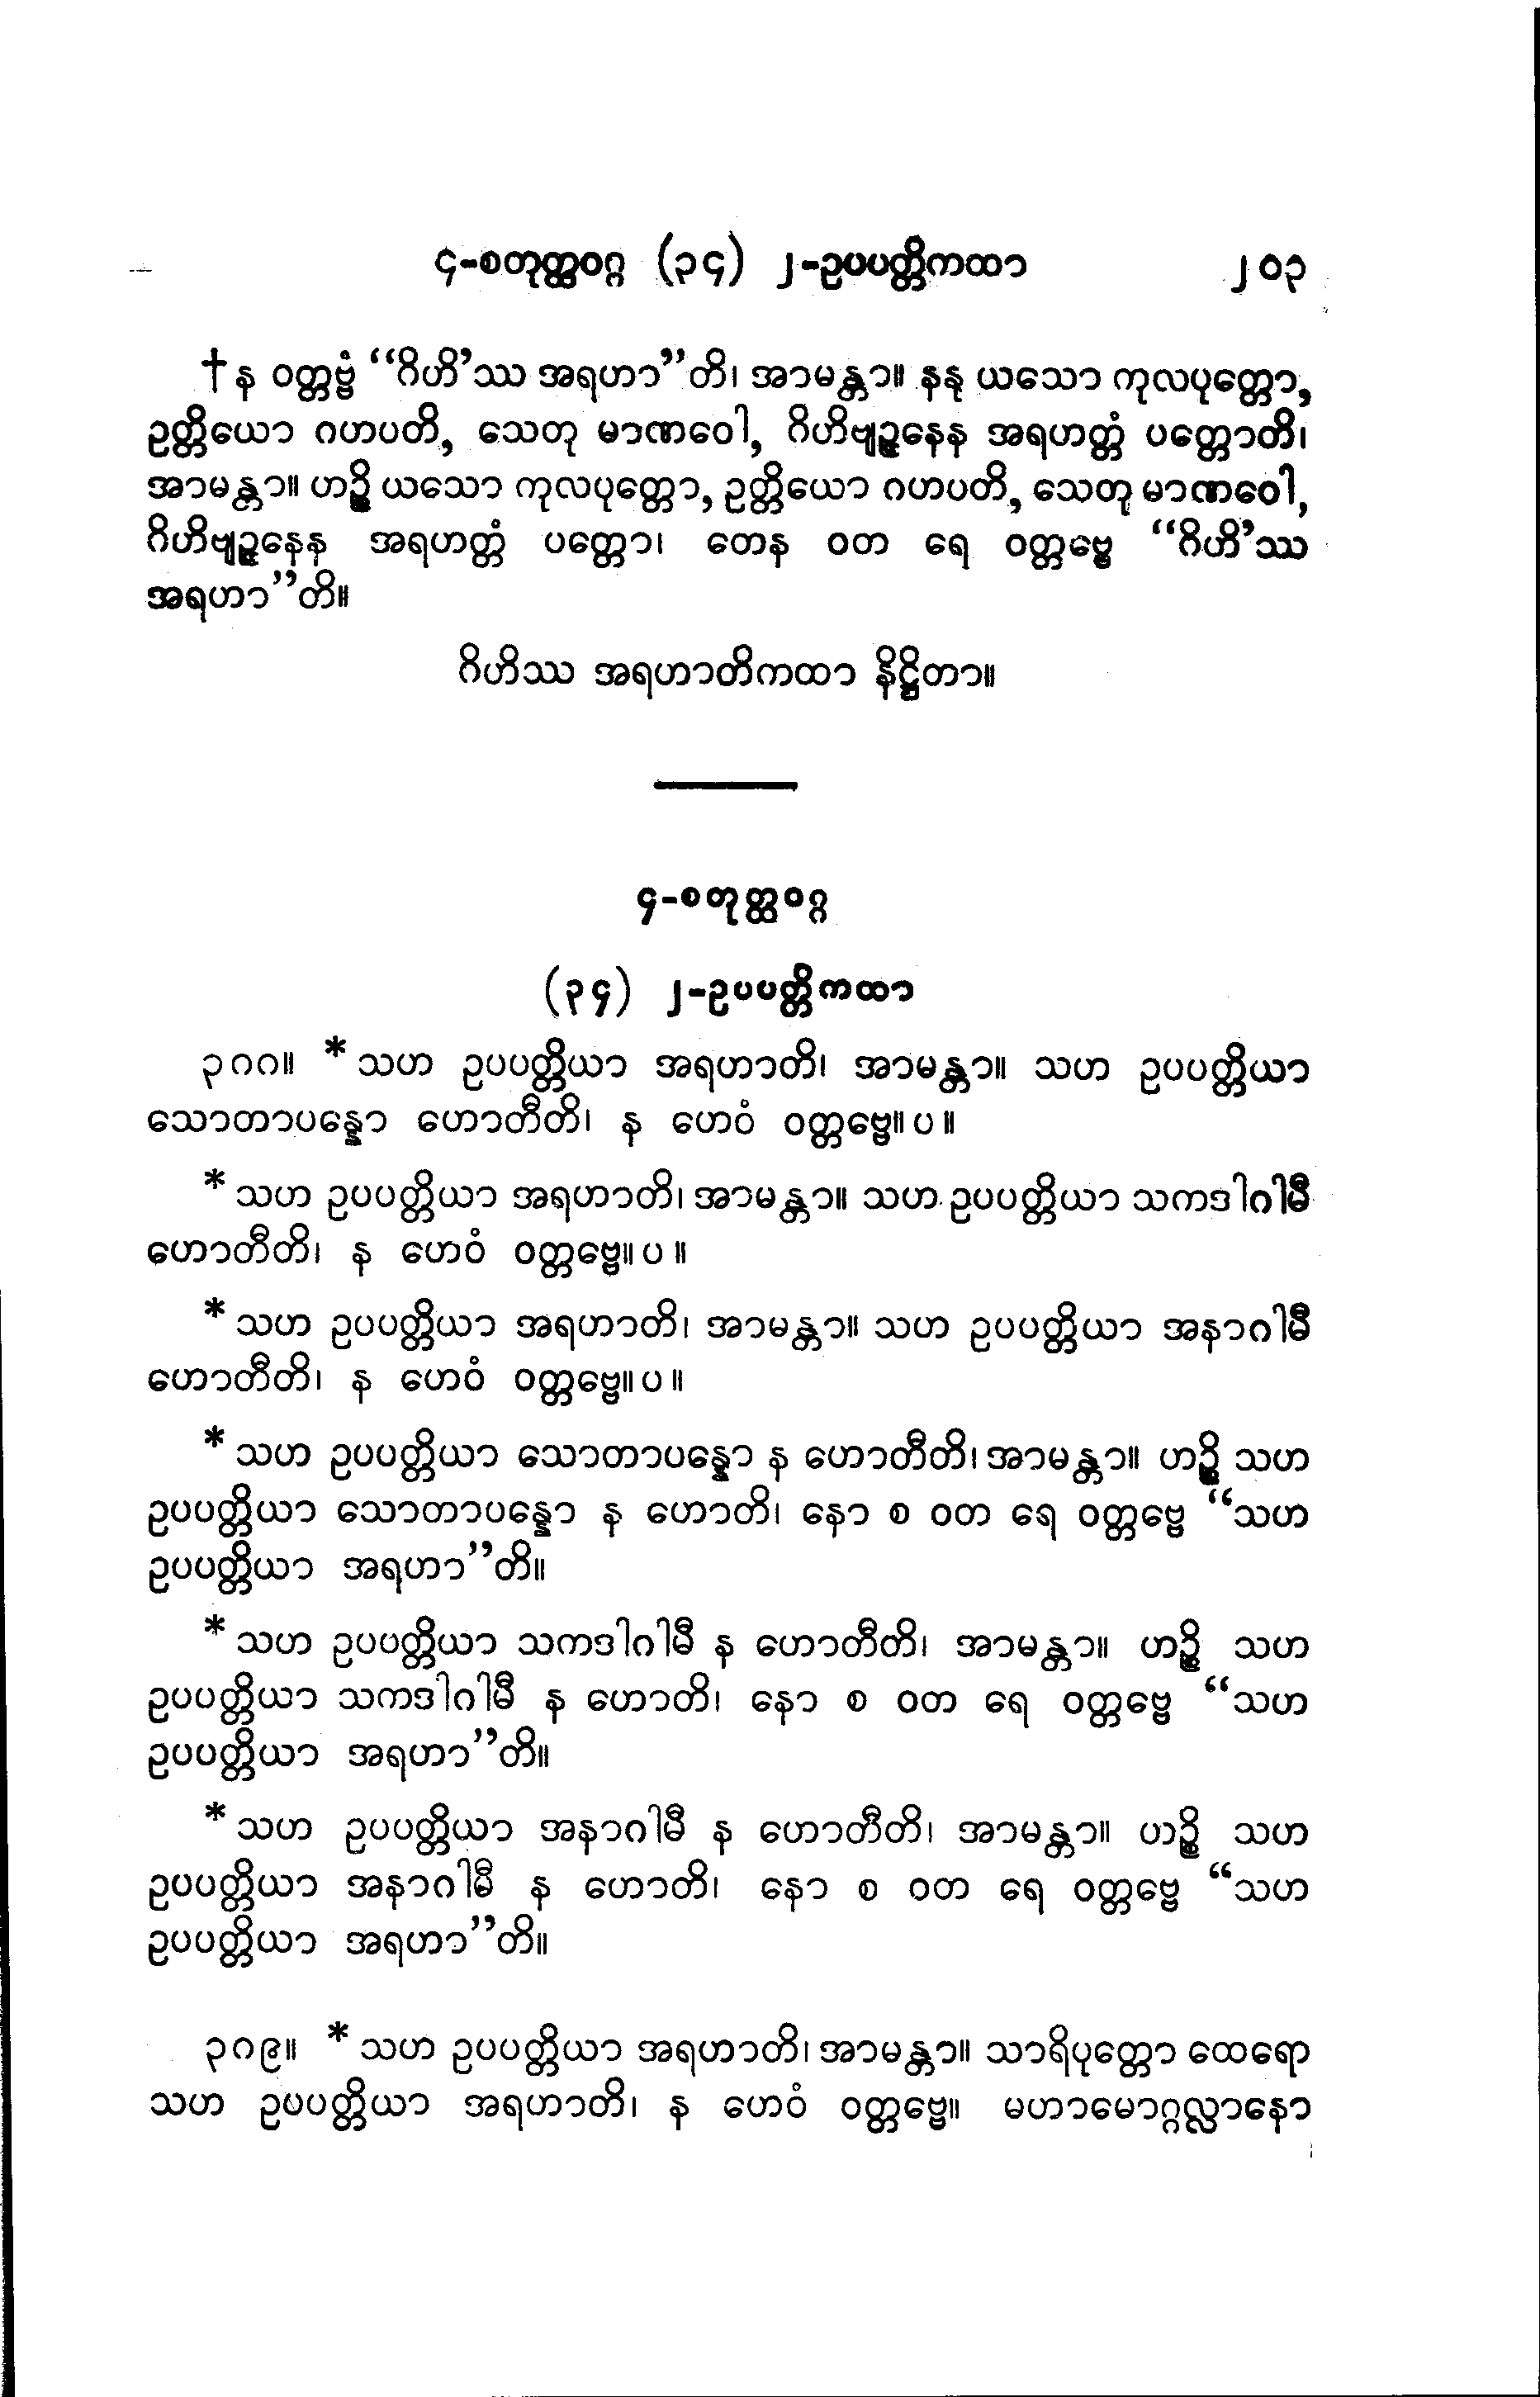 ၄-စတုတ္ထဝဂ္ဂ (၃၄) ၂-ဥပပတ္တိကထာ ၂၀၃
†န ဝတ္တဗ္ဗံ “ဂိဟိ’ဿ အရဟာ”တိ၊ အာမန္တာ။ နနု ယသော ကုလပုတ္တော,
ဥတ္တိယော ဂဟပတိ, သေတု မာဏဝေါ, ဂိဟိဗျဉ္ဇနေန အရဟတ္တံ ပတ္တောတိ၊
အာမန္တာ။ ဟဉ္စိ ယသော ကုလပုတ္တော, ဥတ္တိယော ဂဟပတိ, သေတု မာဏဝေါ,
ဂိဟိဗျဉ္ဇနေန အရဟတ္တံ ပတ္တော၊ တေန ဝတ ရေ ဝတ္တဗ္ဗေ “ဂိဟိ’ဿ
အရဟာ”တိ။
ဂိဟိဿ အရဟာတိကထာ နိဋ္ဌိတာ။
၄-စတုတ္ထဝဂ္ဂ
(၃၄) ၂-ဥပပတ္တိကထာ
၃၈၈။ *သဟ ဥပပတ္တိယာ အရဟာတိ၊ အာမန္တာ။ သဟ ဥပပတ္တိယာ
သောတာပန္နော ဟောတီတိ၊ န ဟေဝံ ဝတ္တဗ္ဗေ။ပ။
*သဟ ဥပပတ္တိယာ အရဟာတိ၊ အာမန္တာ။ သဟ ဥပပတ္တိယာ သကဒါဂါမီ
ဟောတီတိ၊ န ဟေဝံ ဝတ္တဗ္ဗေ။ပ။
*သဟ ဥပပတ္တိယာ အရဟာတိ၊ အာမန္တာ။ သဟ ဥပပတ္တိယာ အနာဂါမီ
ဟောတီတိ၊ န ဟေဝံ ဝတ္တဗ္ဗေ။ပ။
*သဟ ဥပပတ္တိယာ သောတာပန္နော န ဟောတီတိ၊ အာမန္တာ။ ဟဉ္စိ သဟ
ဥပပတ္တိယာ သောတာပန္နော န ဟောတိ၊ နော စ ဝတ ရေ ဝတ္တဗ္ဗေ “သဟ
ဥပပတ္တိယာ အရဟာ”တိ။
*သဟ ဥပပတ္တိယာ သကဒါဂါမီ န ဟောတီတိ၊ အာမန္တာ။ ဟဉ္စိ သဟ
ဥပပတ္တိယာ သကဒါဂါမီ န ဟောတိ၊ နော စ ဝတ ရေ ဝတ္တဗ္ဗေ “သဟ
ဥပပတ္တိယာ အရဟာ”တိ။
*သဟ ဥပပတ္တိယာ အနာဂါမီ န ဟောတီတိ၊ အာမန္တာ။ ဟဉ္စိ သဟ
ဥပပတ္တိယာ အနာဂါမီ န ဟောတိ၊ နော စ ဝတ ရေ ဝတ္တဗ္ဗေ “သဟ
ဥပပတ္တိယာ အရဟာ”တိ။
၃၈၉။ *သဟ ဥပပတ္တိယာ အရဟာတိ၊ အာမန္တာ။ သာရိပုတ္တော ထေရော
သဟ ဥပပတ္တိယာ အရဟာတိ၊ န ဟေဝံ ဝတ္တဗ္ဗေ။ မဟာမောဂ္ဂလ္လာနော